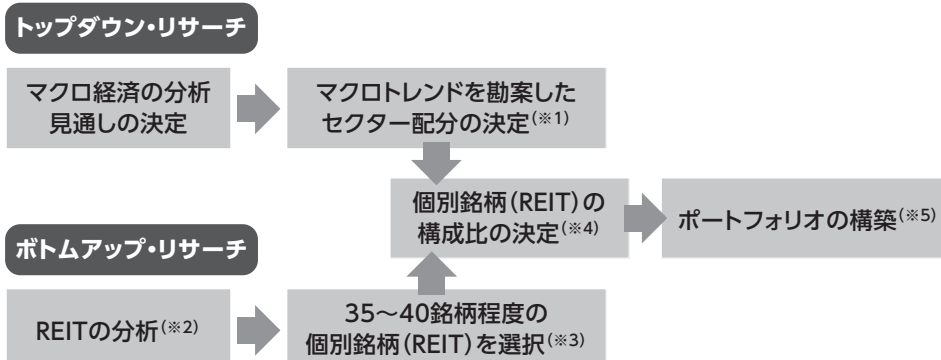 トップダウン・リサーチ
マクロ経済の分析
見通しの決定
マクロトレンドを勘案した
セクター配分の決定(※1)
個別銘柄(REIT)の
構成比の決定(※4)
ポートフォリオの構築(※5)
ボトムアップ・リサーチ
REITの分析(※2)
35～40銘柄程度の
個別銘柄(REIT)を選択(※3)